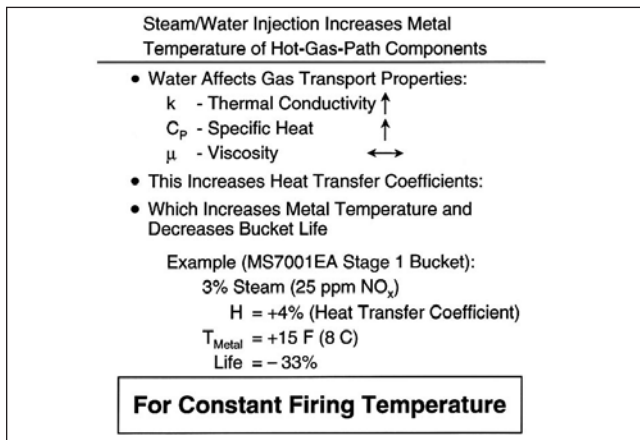 Steam/Water Injection Increases Metal
Temperature of Hot-Gas-Path Components
• Water Affects Gas Transport Properties:
k - Thermal Conductivity ↑
C_P - Specific Heat ↑
μ - Viscosity ↔
• This Increases Heat Transfer Coefficients:
• Which Increases Metal Temperature and
Decreases Bucket Life
Example (MS7001EA Stage 1 Bucket):
3% Steam (25 ppm NOₓ)
H = +4% (Heat Transfer Coefficient)
T_Metal = +15 F (8 C)
Life = – 33%
For Constant Firing Temperature